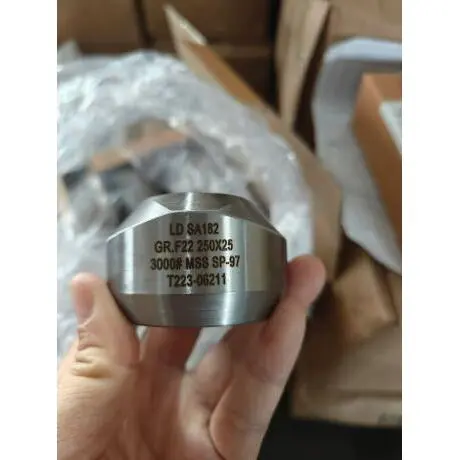 LD SA182
GR.F22 250X25
3000# MSS SP-97
T223-06211